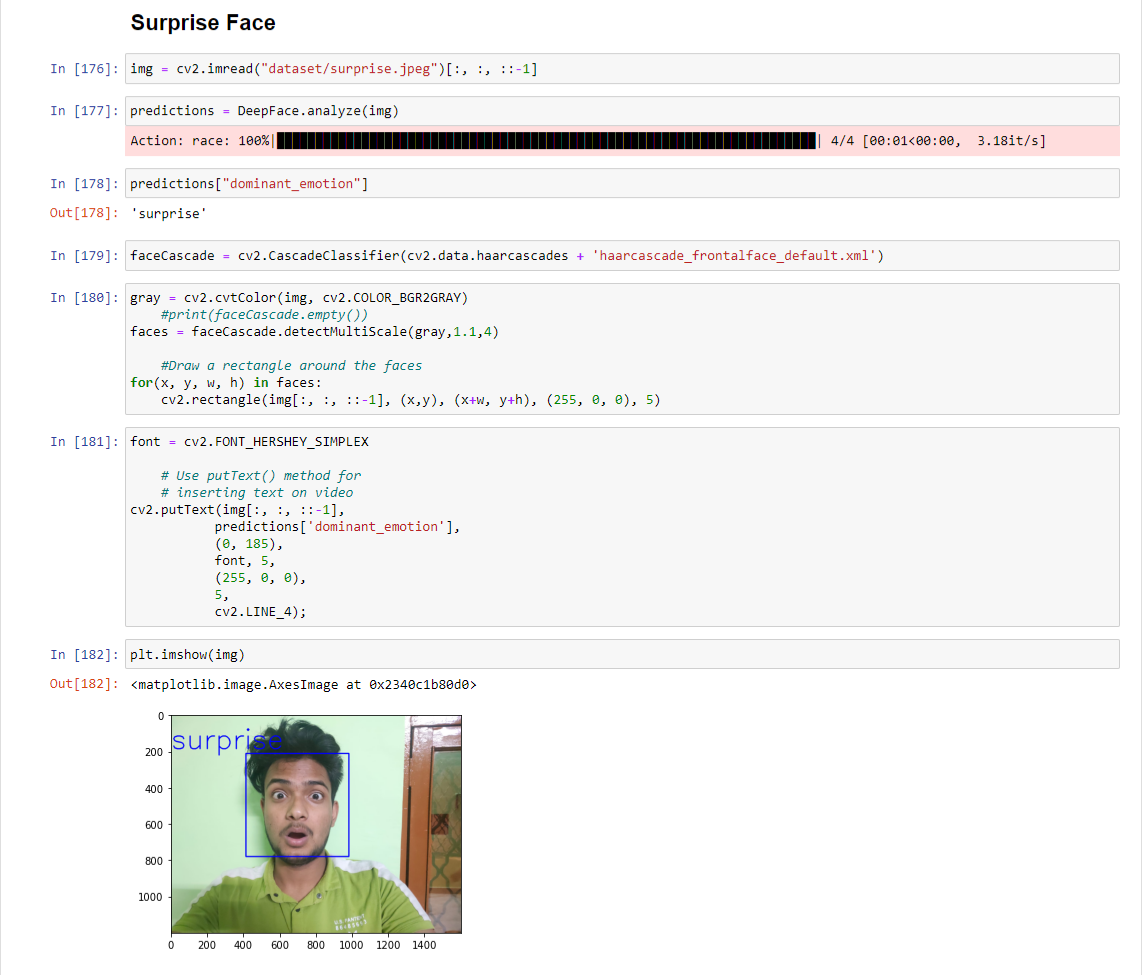 Surprise Face
In [176]: img = cv2.imread("dataset/surprise.jpeg")[:, :, ::-1]
In [177]: predictions = DeepFace.analyze(img)
Action: race: 100%| | 4/4 [00:01<00:00, 3.18it/s]
In [178]: predictions["dominant_emotion"]
Out[178]: 'surprise'
In [179]: faceCascade = cv2.CascadeClassifier(cv2.data.haarcascades + 'haarcascade_frontalface_default.xml')
In [180]: gray = cv2.cvtColor(img, cv2.COLOR_BGR2GRAY)
#print(faceCascade.empty())
faces = faceCascade.detectMultiScale(gray,1.1,4)
#Draw a rectangle around the faces
for(x, y, w, h) in faces:
cv2.rectangle(img[:, :, ::-1], (x,y), (x+w, y+h), (255, 0, 0), 5)
In [181]: font = cv2.FONT_HERSHEY_SIMPLEX
# Use putText() method for
# inserting text on video
cv2.putText(img[:, :, ::-1],
predictions['dominant_emotion'],
(0, 185),
font, 5,
(255, 0, 0),
5,
cv2.LINE_4);
In [182]: plt.imshow(img)
Out[182]: <matplotlib.image.AxesImage at 0x2340c1b80d0>
0
surprise
200
400
600
800
1000
0 200 400 600 800 1000 1200 1400